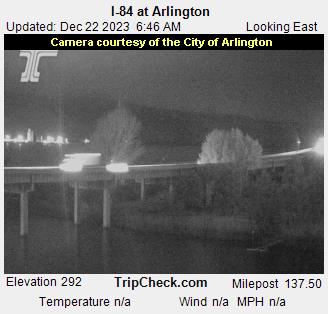 I-84 at Arlington
Updated: Dec 22 2023 6:46 AM Looking East
Camera courtesy of the City of Arlington
Elevation 292 TripCheck.com Milepost 137.50
Temperature n/a Wind n/a MPH n/a